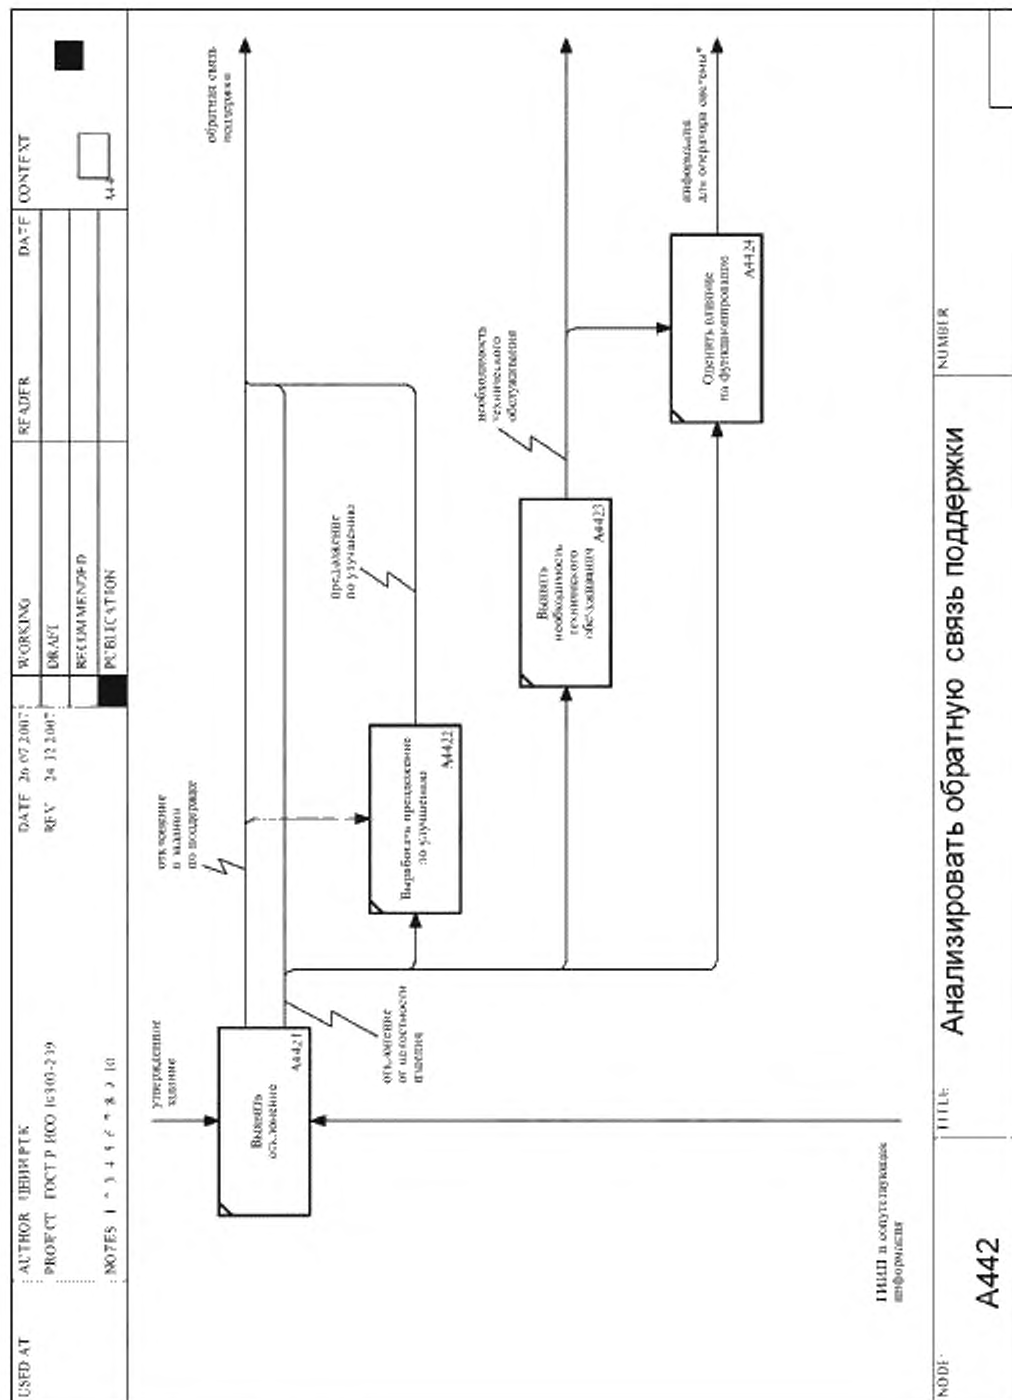 USED AT
AUTHOR ЦНИИРТК
PROJECT ГОСТ Р ИСО 10303-239
NOTES 1 2 3 4 5 6 7 8 9 10
DATE 26 07 2007
REV 24 12 2007
WORKING
DRAFT
RECOMMENDED
PUBLICATION
READER
DATE
CONTEXT
утвержденное
задание
отклонение
в задании
по поддержке
обратная связь
поддержки
Выявить
отклонение
A4421
отклонение
от целостности
изделия
предложение
по улучшению
Выработать предложение
по улучшению
A4422
необходимость
технического
обслуживания
Выявить
необходимость
технического
обслуживания
A4423
информация
для оператора системы*
Оценить влияние
на функционирование
A4424
и сопутствующая
информация
NODE:
A442
TITLE:
Анализировать обратную связь поддержки
NUMBER